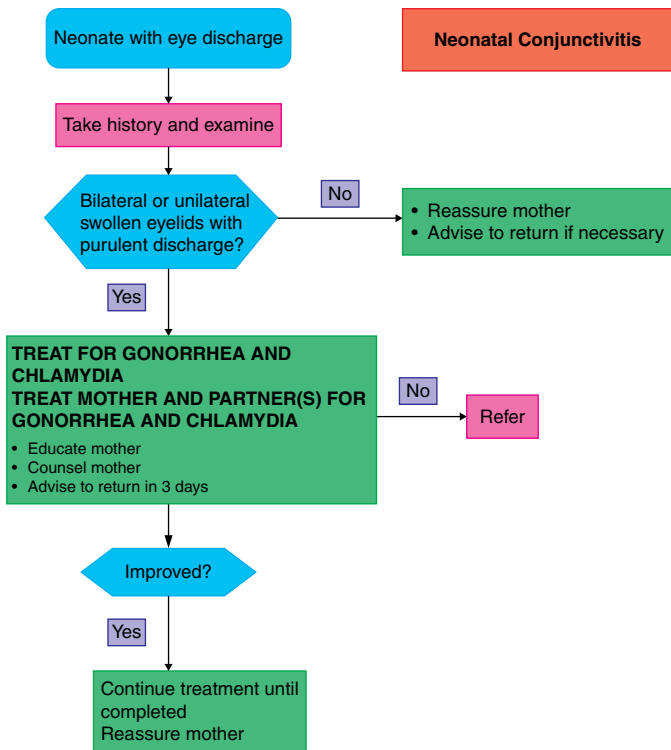 Neonate with eye discharge
Neonatal Conjunctivitis
Take history and examine
Bilateral or unilateral
swollen eyelids with
purulent discharge?
No
• Reassure mother
• Advise to return if necessary
Yes
TREAT FOR GONORRHEA AND
CHLAMYDIA
TREAT MOTHER AND PARTNER(S) FOR
GONORRHEA AND CHLAMYDIA
• Educate mother
• Counsel mother
• Advise to return in 3 days
No
Refer
Improved?
Yes
Continue treatment until
completed
Reassure mother